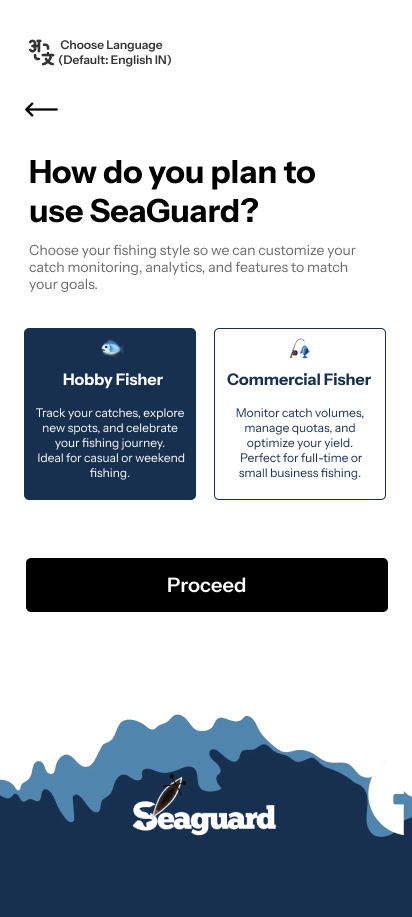 अ 文
Choose Language
(Default: English IN)
How do you plan to
use SeaGuard?
Choose your fishing style so we can customize your
catch monitoring, analytics, and features to match
your goals.
Hobby Fisher
Track your catches, explore
new spots, and celebrate
your fishing journey.
Ideal for casual or weekend
fishing.
Commercial Fisher
Monitor catch volumes,
manage quotas, and
optimize your yield.
Perfect for full-time or
small business fishing.
Proceed
Seaguard